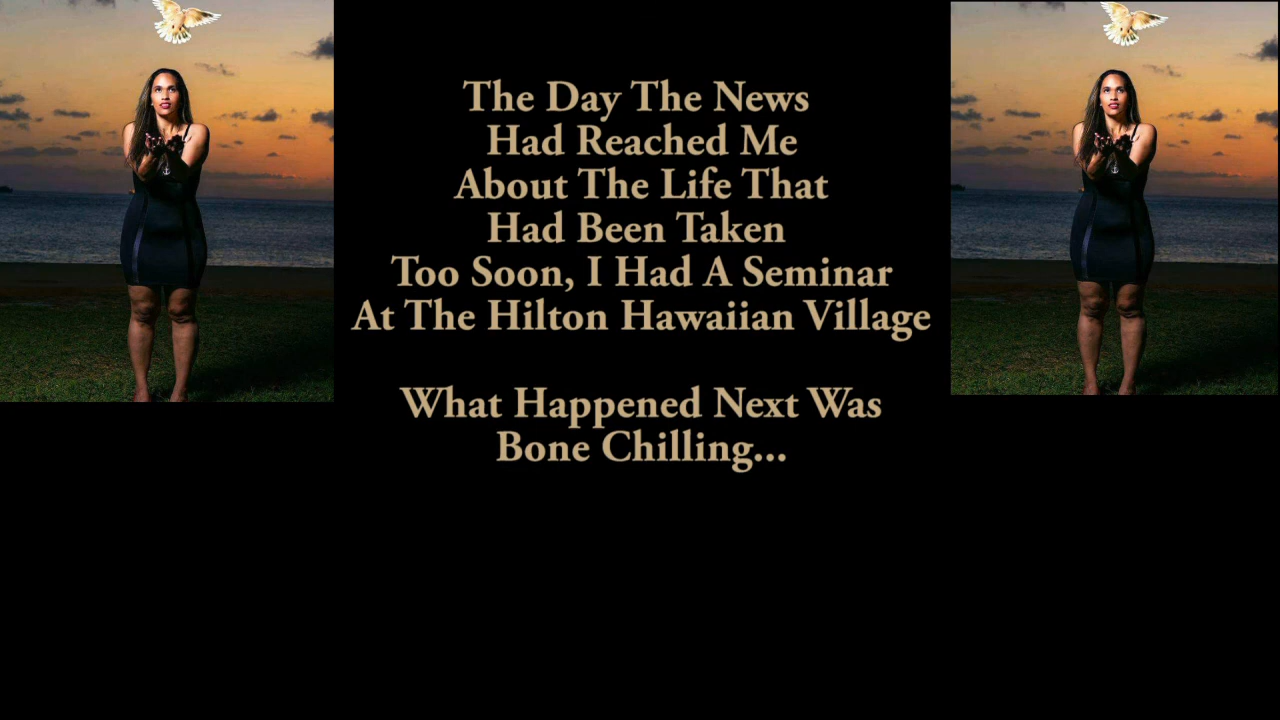 The Day The News
Had Reached Me
About The Life That
Had Been Taken
Too Soon, I Had A Seminar
At The Hilton Hawaiian Village
What Happened Next Was
Bone Chilling...